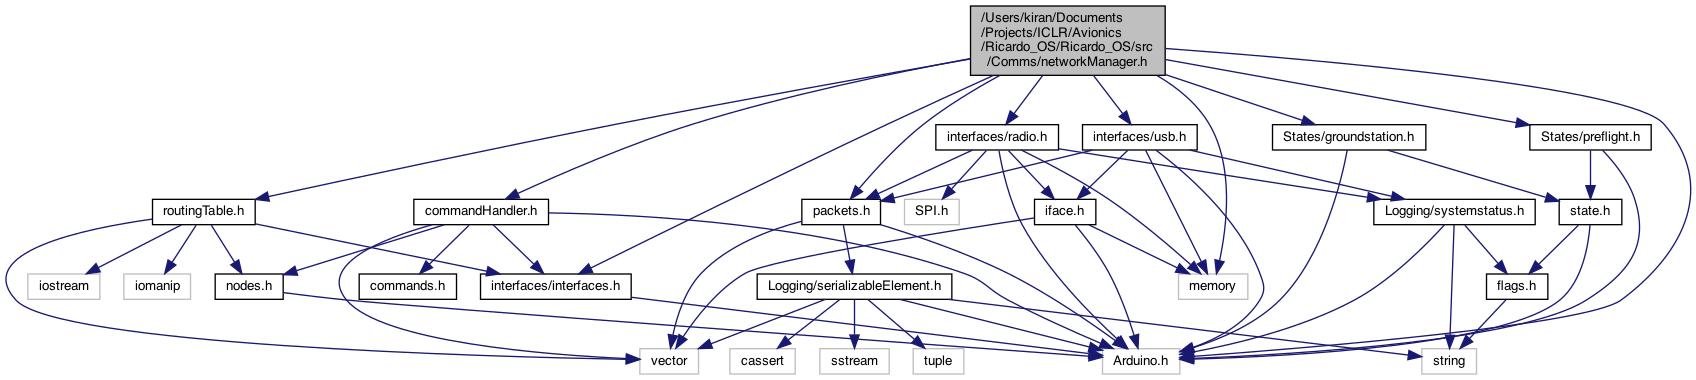 /Users/kiran/Documents
/Projects/ICLR/Avionics
/Ricardo_OS/Ricardo_OS/src
/Comms/networkManager.h
interfaces/radio.h
interfaces/usb.h
States/groundstation.h
States/preflight.h
routingTable.h
commandHandler.h
packets.h
SPI.h
iface.h
Logging/systemstatus.h
state.h
iostream
iomanip
nodes.h
commands.h
interfaces/interfaces.h
Logging/serializableElement.h
memory
flags.h
vector
cassert
sstream
tuple
Arduino.h
string